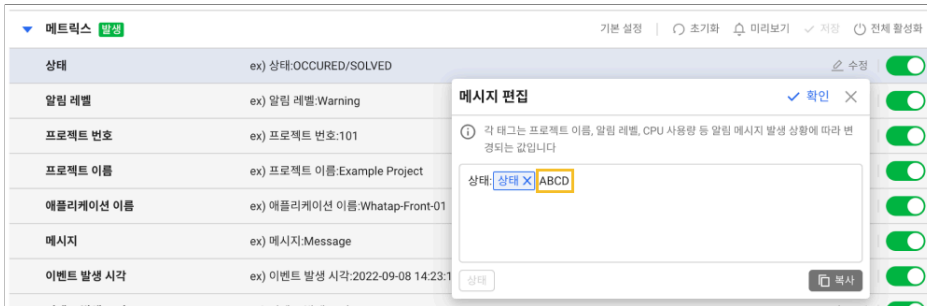 메트릭스 발생 기본 설정 초기화 미리보기 저장 전체 활성화
상태 ex) 상태:OCCURED/SOLVED 수정
알림 레벨 ex) 알림 레벨:Warning
프로젝트 번호 ex) 프로젝트 번호:101
프로젝트 이름 ex) 프로젝트 이름:Example Project
애플리케이션 이름 ex) 애플리케이션 이름:Whatap-Front-01
메시지 ex) 메시지:Message
이벤트 발생 시각 ex) 이벤트 발생 시각:2022-09-08 14:23:1
메시지 편집 확인
각 태그는 프로젝트 이름, 알림 레벨, CPU 사용량 등 알림 메시지 발생 상황에 따라 변
경되는 값입니다
상태: 상태 ABCD
상태 복사